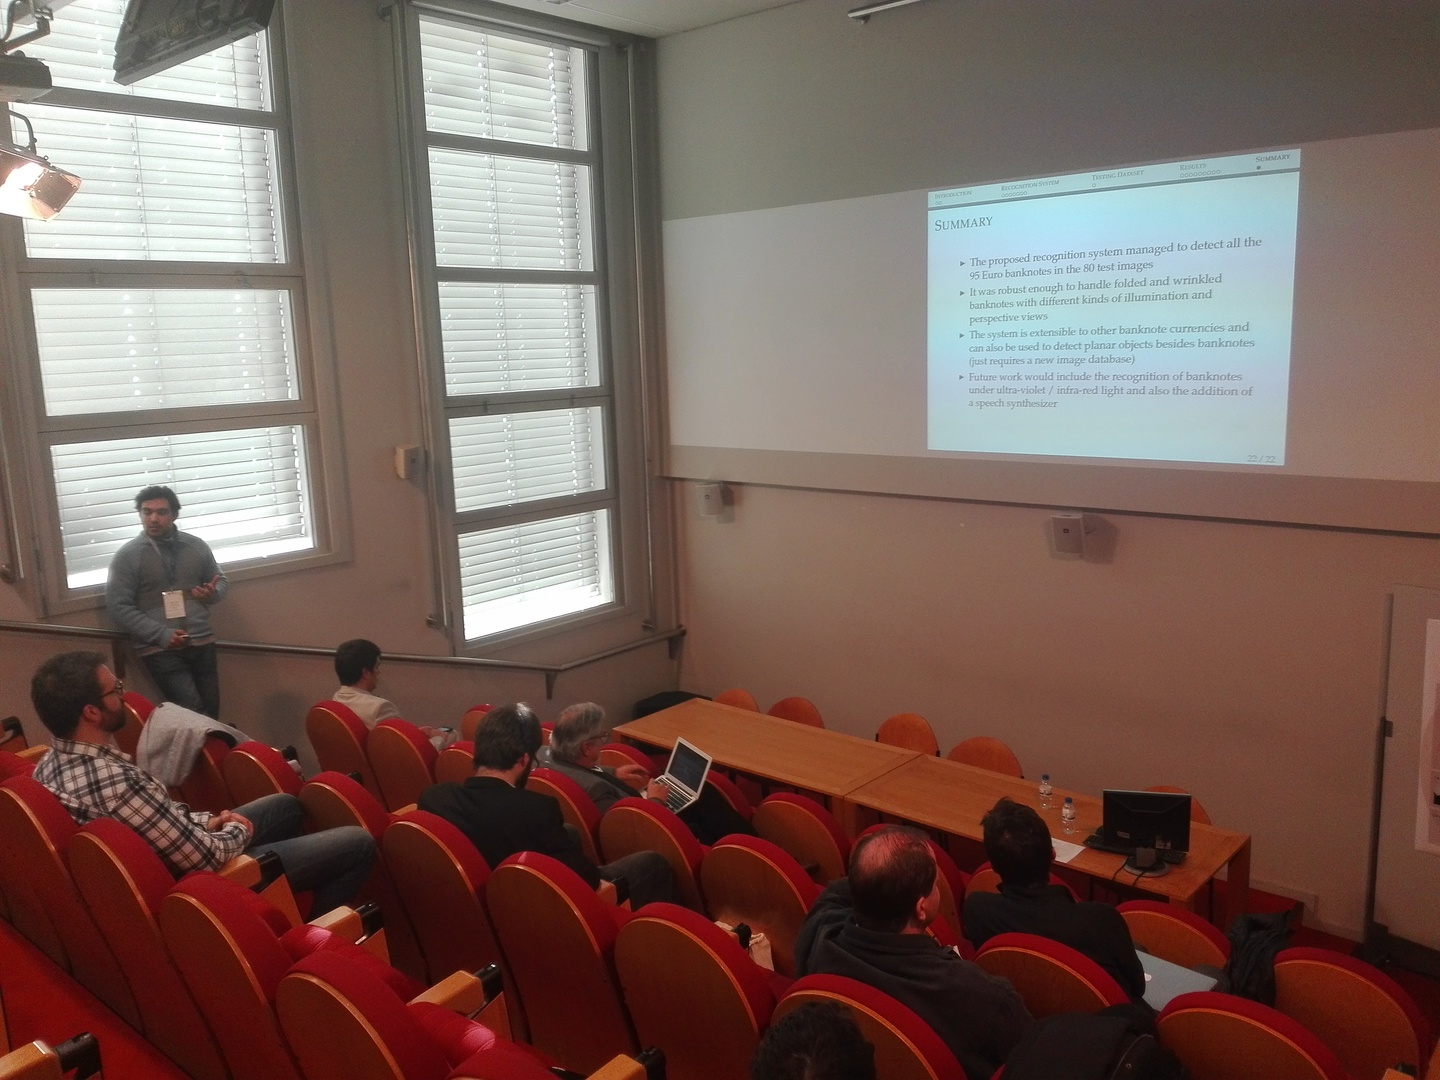 INTRODUCTION RECOGNITION SYSTEM TESTING DATASET RESULTS SUMMARY
SUMMARY
▸ The proposed recognition system managed to detect all the
95 Euro banknotes in the 80 test images
▸ It was robust enough to handle folded and wrinkled
banknotes with different kinds of illumination and
perspective views
▸ The system is extensible to other banknote currencies and
can also be used to detect planar objects besides banknotes
(just requires a new image database)
▸ Future work would include the recognition of banknotes
under ultra-violet / infra-red light and also the addition of
a speech synthesizer
22 / 22